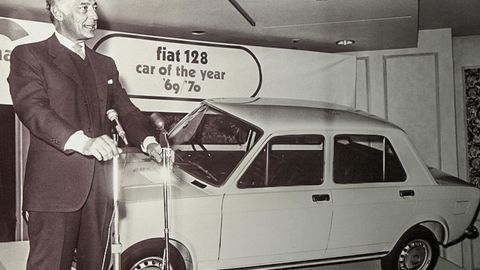 fiat 128
car of the year
'69/'70